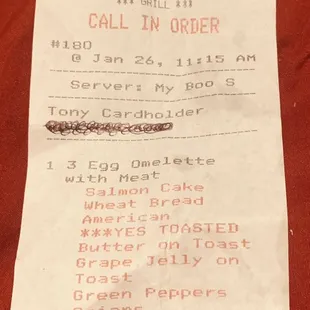 *** GRILL ***
CALL IN ORDER
#180
@ Jan 26, 11:15 AM
Server: My Boo S
Tony Cardholder
1 3 Egg Omelette
with Meat
Salmon Cake
Wheat Bread
American
***YES TOASTED
Butter on Toast
Grape Jelly on
Toast
Green Peppers